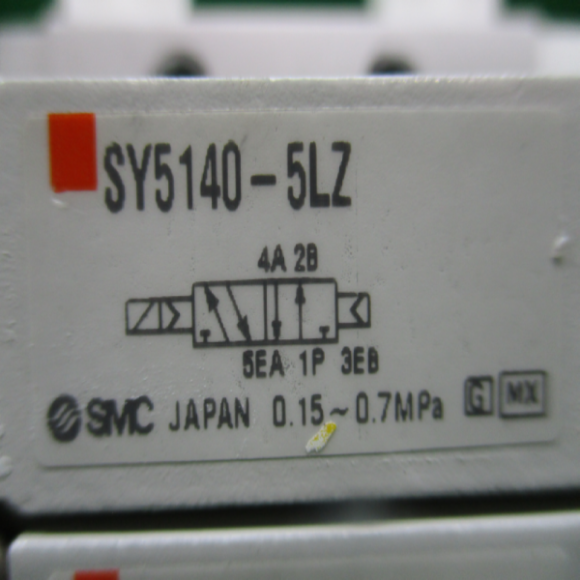 SY5140-5LZ
4A 2B
5EA 1P 3EB
SMC JAPAN 0.15~0.7MPa G MX